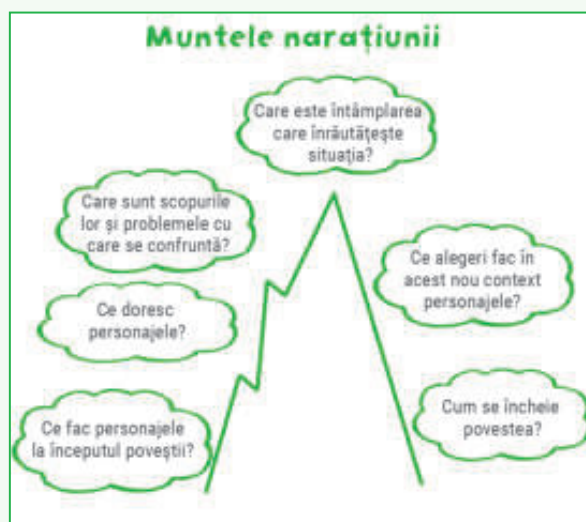 Muntele narațiunii
Care este întâmplarea
care înrăutățește
situația?
Care sunt scopurile
lor și problemele cu
care se confruntă?
Ce doresc
personajele?
Ce fac personajele
la începutul poveștii?
Ce alegeri fac în
acest nou context
personajele?
Cum se încheie
povestea?